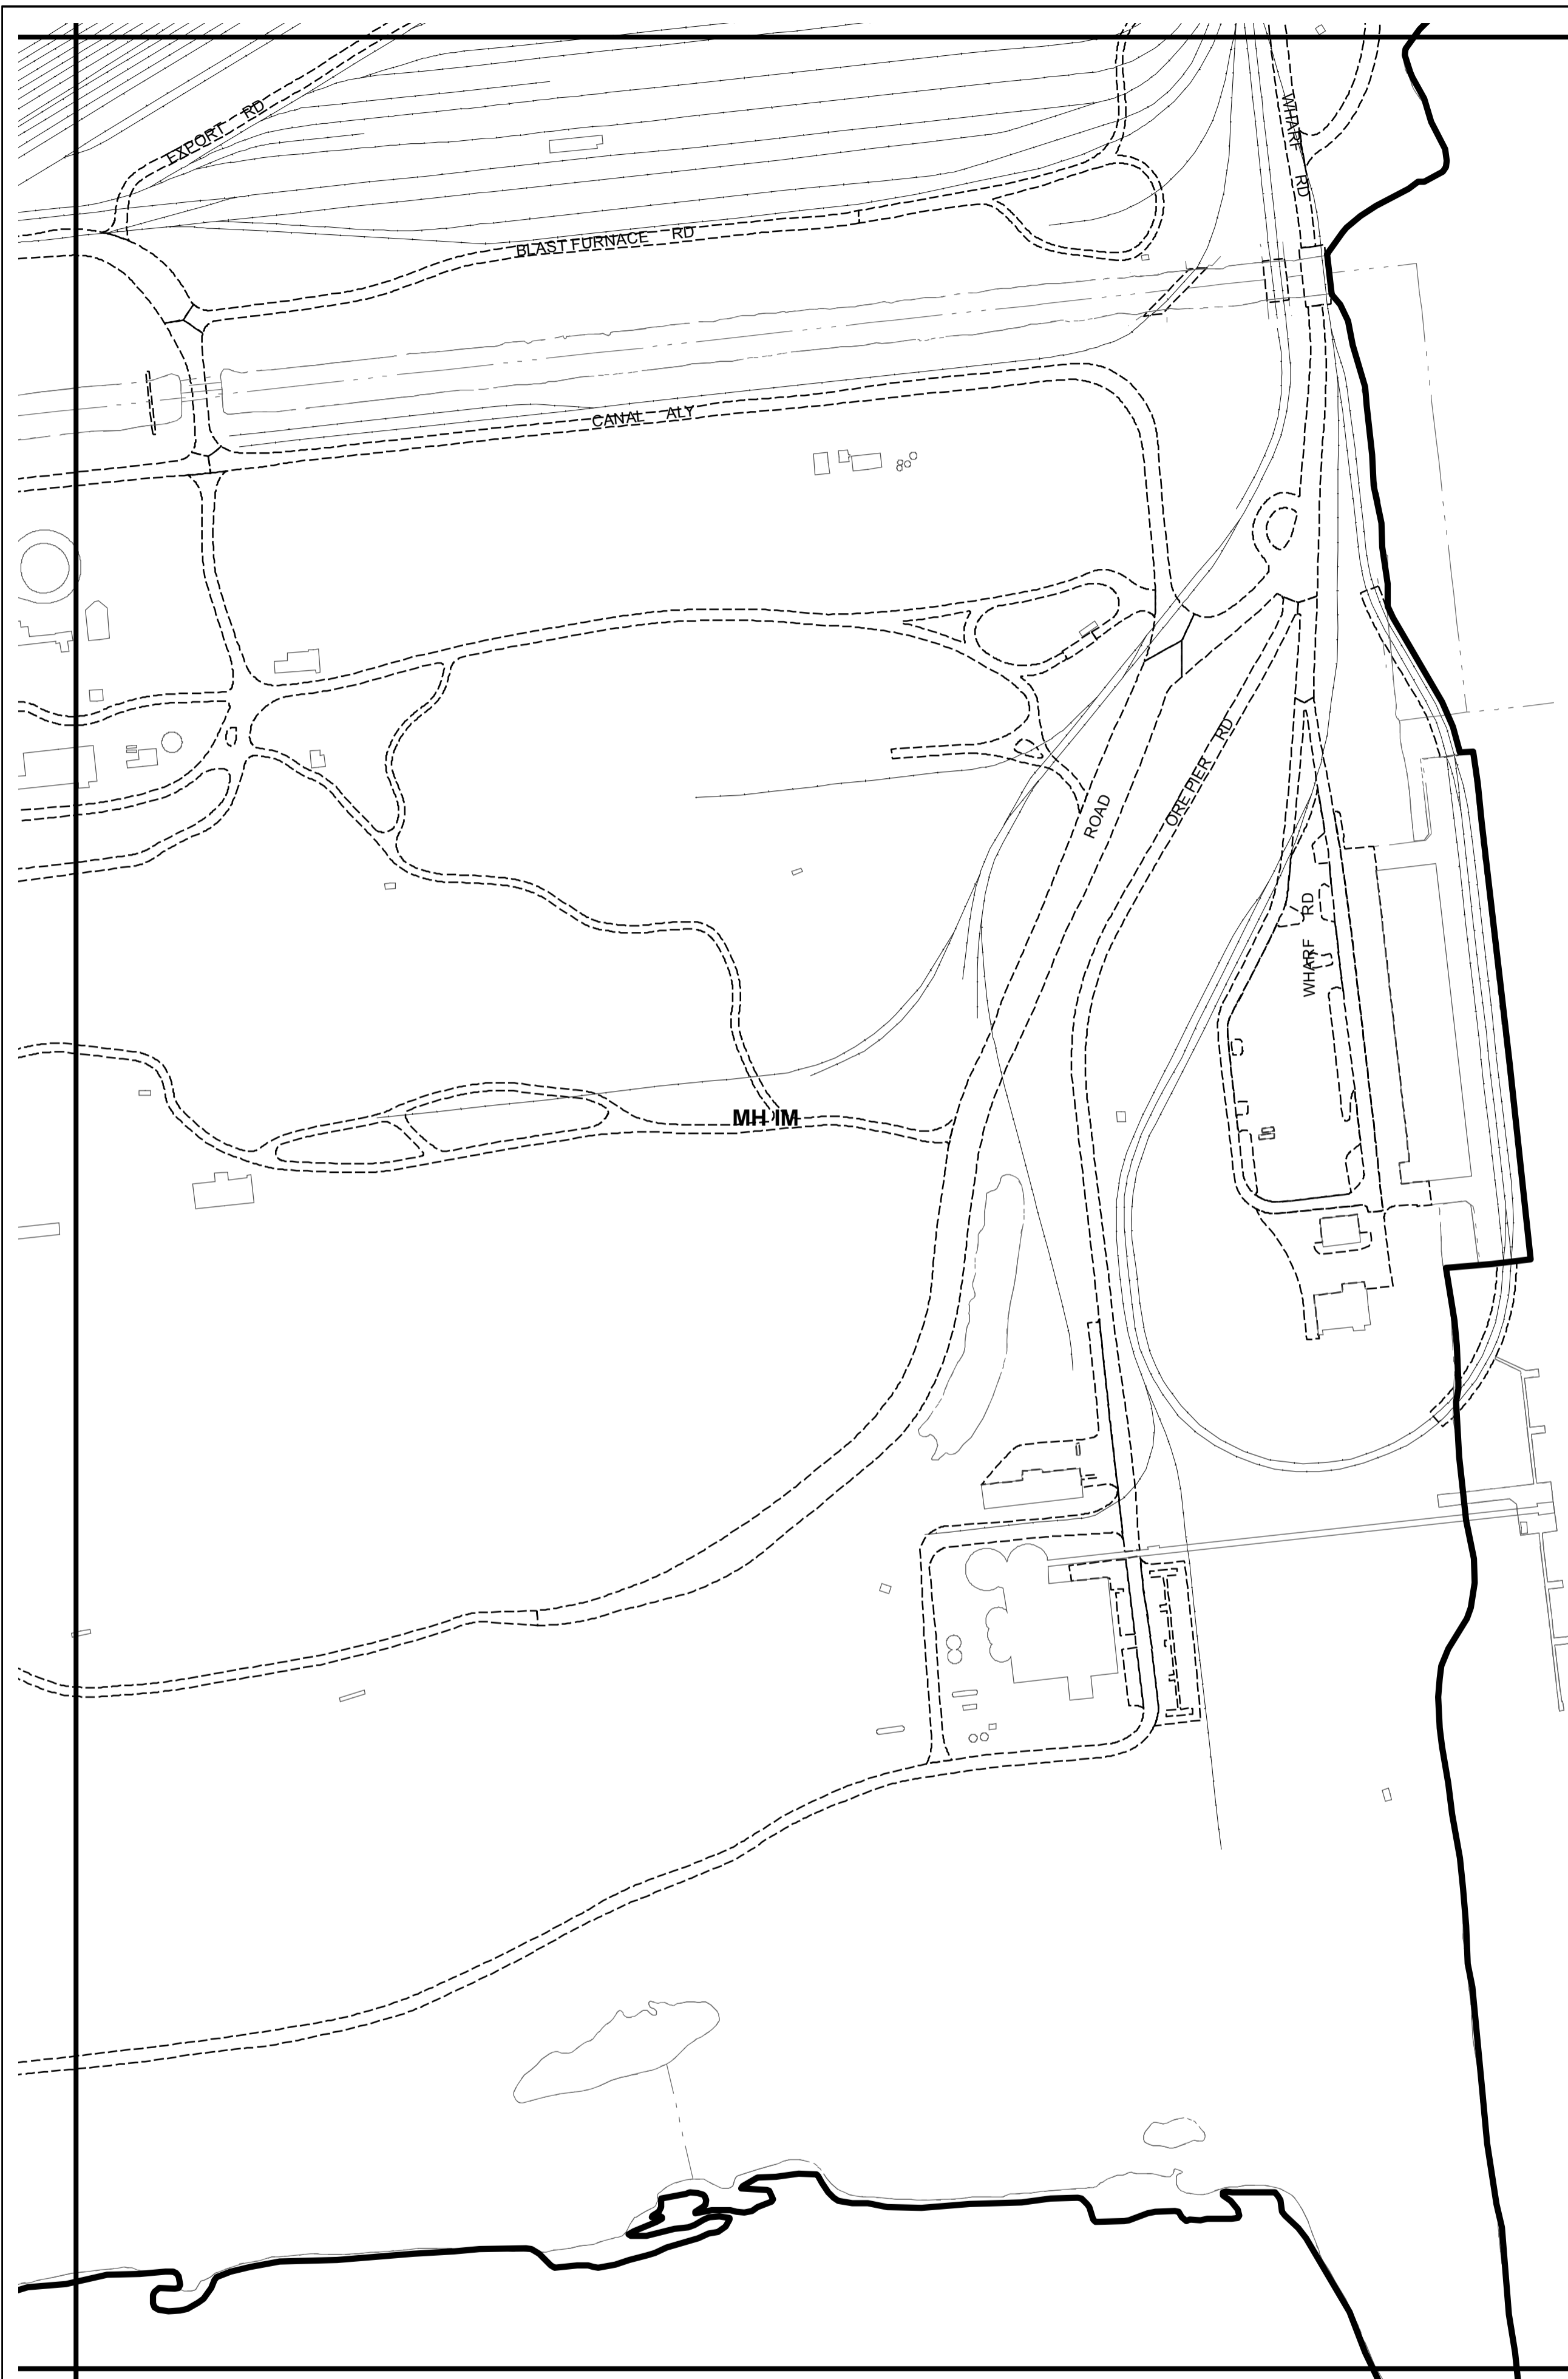 EXPORT RD
WHARF RD
BLAST FURNACE RD
CANAL ALY
ORE PIER RD
ROAD
WHARF RD
MH IM